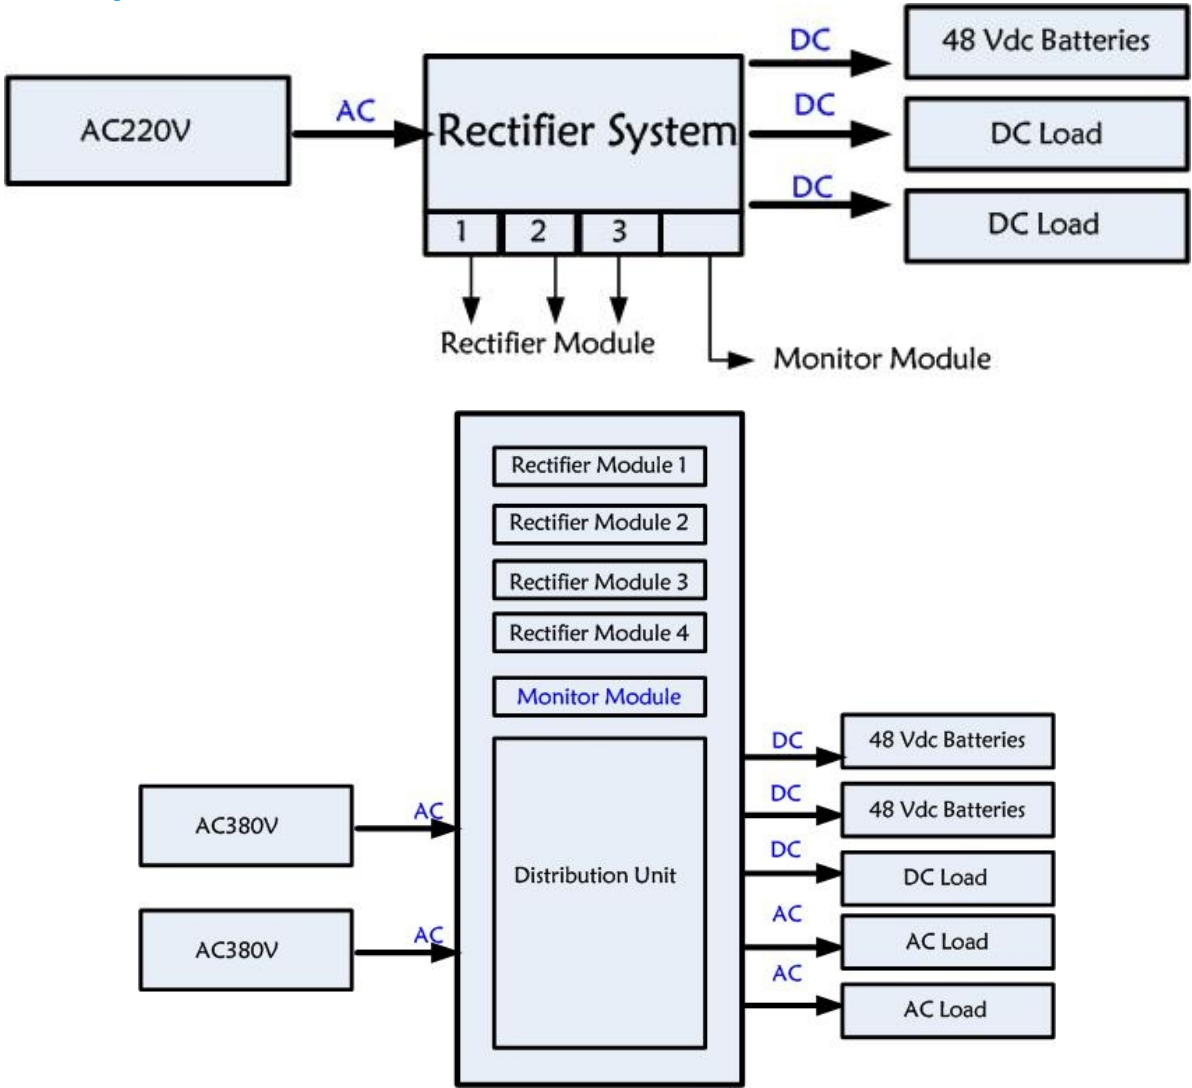 DC
48 Vdc Batteries
AC220V
AC
Rectifier System
DC
DC Load
DC
DC Load
1
2
3
Rectifier Module
Monitor Module
Rectifier Module 1
Rectifier Module 2
Rectifier Module 3
Rectifier Module 4
Monitor Module
Distribution Unit
AC380V
AC
AC380V
AC
DC
48 Vdc Batteries
DC
48 Vdc Batteries
DC
DC Load
AC
AC Load
AC
AC Load